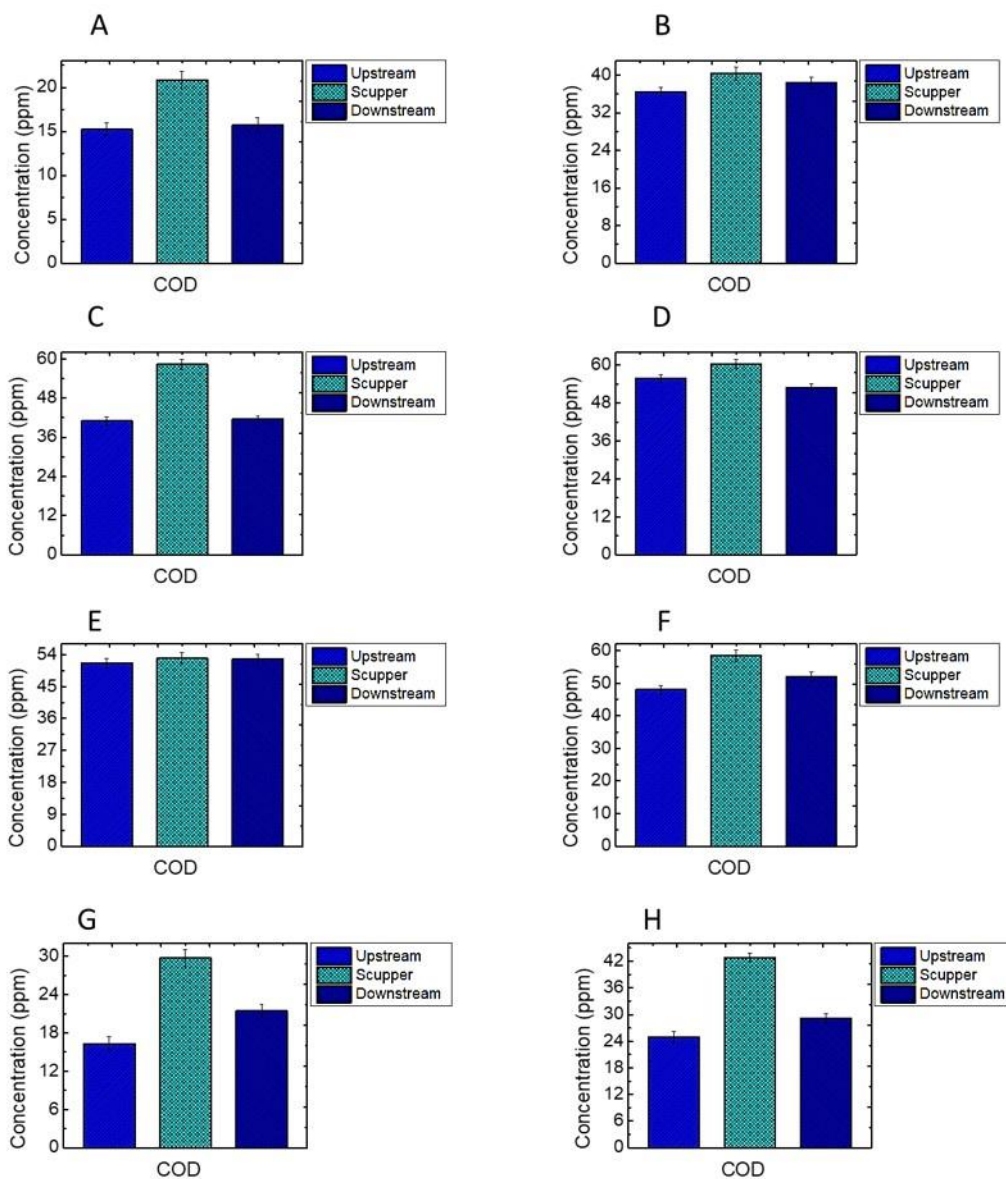 A
Concentration (ppm)
20
15
10
5
0
COD
Upstream
Scupper
Downstream
B
Concentration (ppm)
40
32
24
16
8
0
COD
Upstream
Scupper
Downstream
C
Concentration (ppm)
60
48
36
24
12
0
COD
Upstream
Scupper
Downstream
D
Concentration (ppm)
60
48
36
24
12
0
COD
Upstream
Scupper
Downstream
E
Concentration (ppm)
54
45
36
27
18
9
0
COD
Upstream
Scupper
Downstream
F
Concentration (ppm)
60
50
40
30
20
10
0
COD
Upstream
Scupper
Downstream
G
Concentration (ppm)
30
24
18
12
6
0
COD
Upstream
Scupper
Downstream
H
Concentration (ppm)
42
36
30
24
18
12
6
0
COD
Upstream
Scupper
Downstream